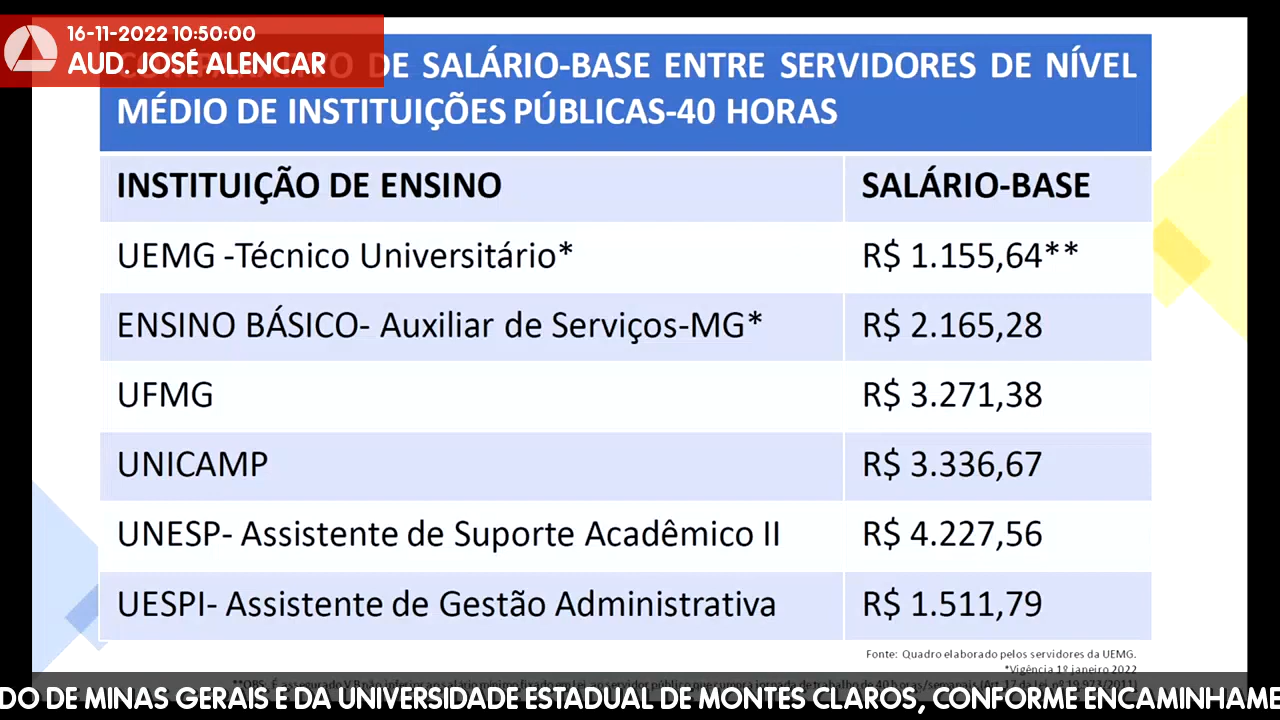 16-11-2022 10:50:00
AUD. JOSÉ ALENCAR
DE SALÁRIO-BASE ENTRE SERVIDORES DE NÍVEL
MÉDIO DE INSTITUIÇÕES PÚBLICAS-40 HORAS
INSTITUIÇÃO DE ENSINO SALÁRIO-BASE
UEMG -Técnico Universitário* R$ 1.155,64**
ENSINO BÁSICO- Auxiliar de Serviços-MG* R$ 2.165,28
UFMG R$ 3.271,38
UNICAMP R$ 3.336,67
UNESP- Assistente de Suporte Acadêmico II R$ 4.227,56
UESPI- Assistente de Gestão Administrativa R$ 1.511,79
Fonte: Quadro elaborado pelos servidores da UEMG.
*Vigência 1º janeiro 2022
DO DE MINAS GERAIS E DA UNIVERSIDADE ESTADUAL DE MONTES CLAROS, CONFORME ENCAMINHAME